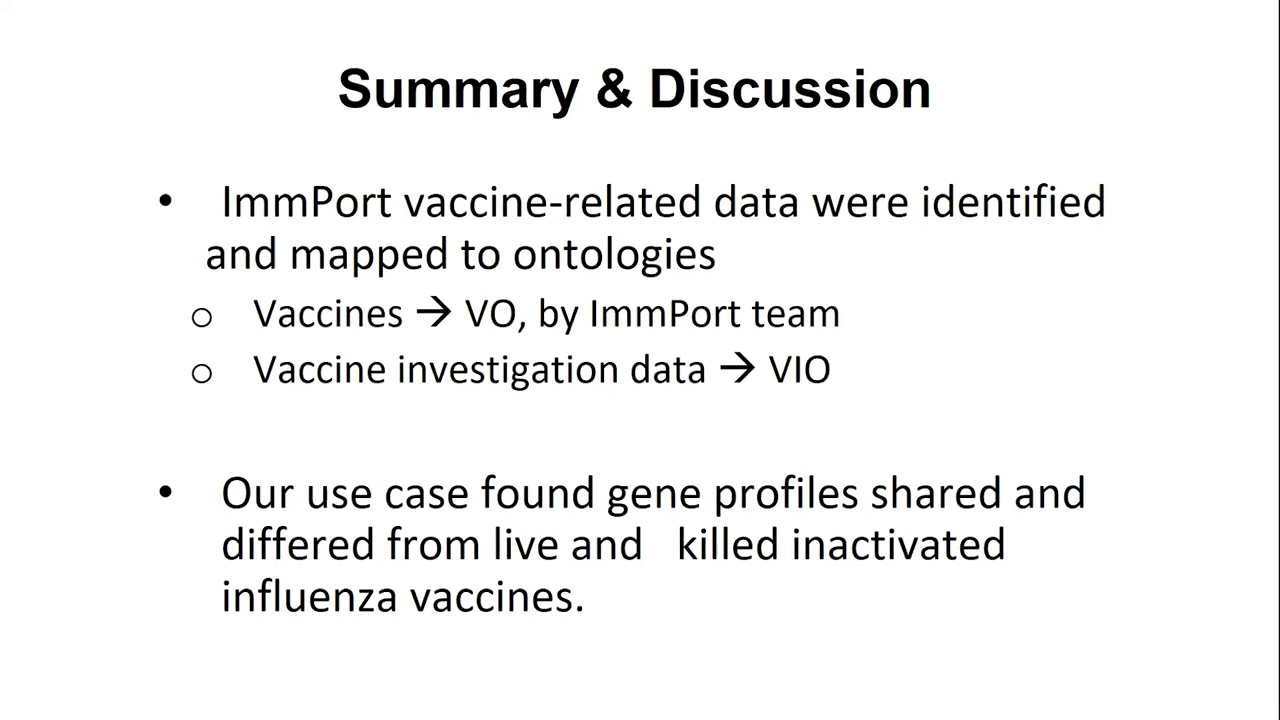 Summary & Discussion
• ImmPort vaccine-related data were identified
and mapped to ontologies
o Vaccines → VO, by ImmPort team
o Vaccine investigation data → VIO
• Our use case found gene profiles shared and
differed from live and killed inactivated
influenza vaccines.